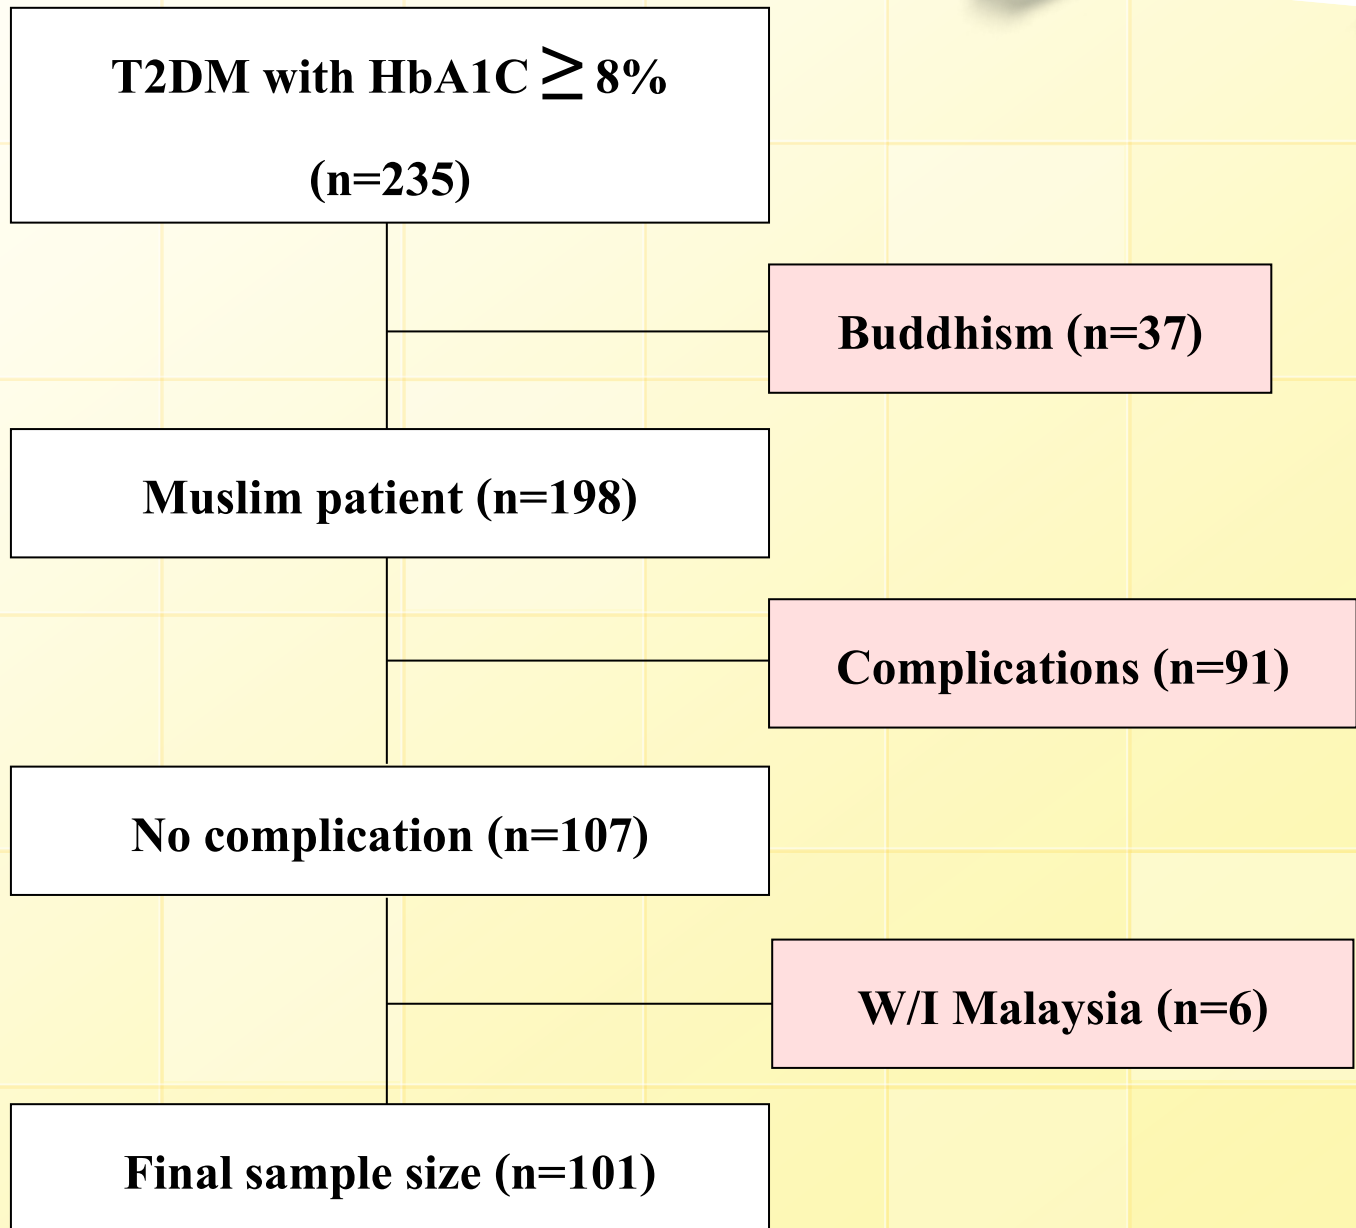 T2DM with HbA1C ≥ 8%
(n=235)
Buddhism (n=37)
Muslim patient (n=198)
Complications (n=91)
No complication (n=107)
W/I Malaysia (n=6)
Final sample size (n=101)